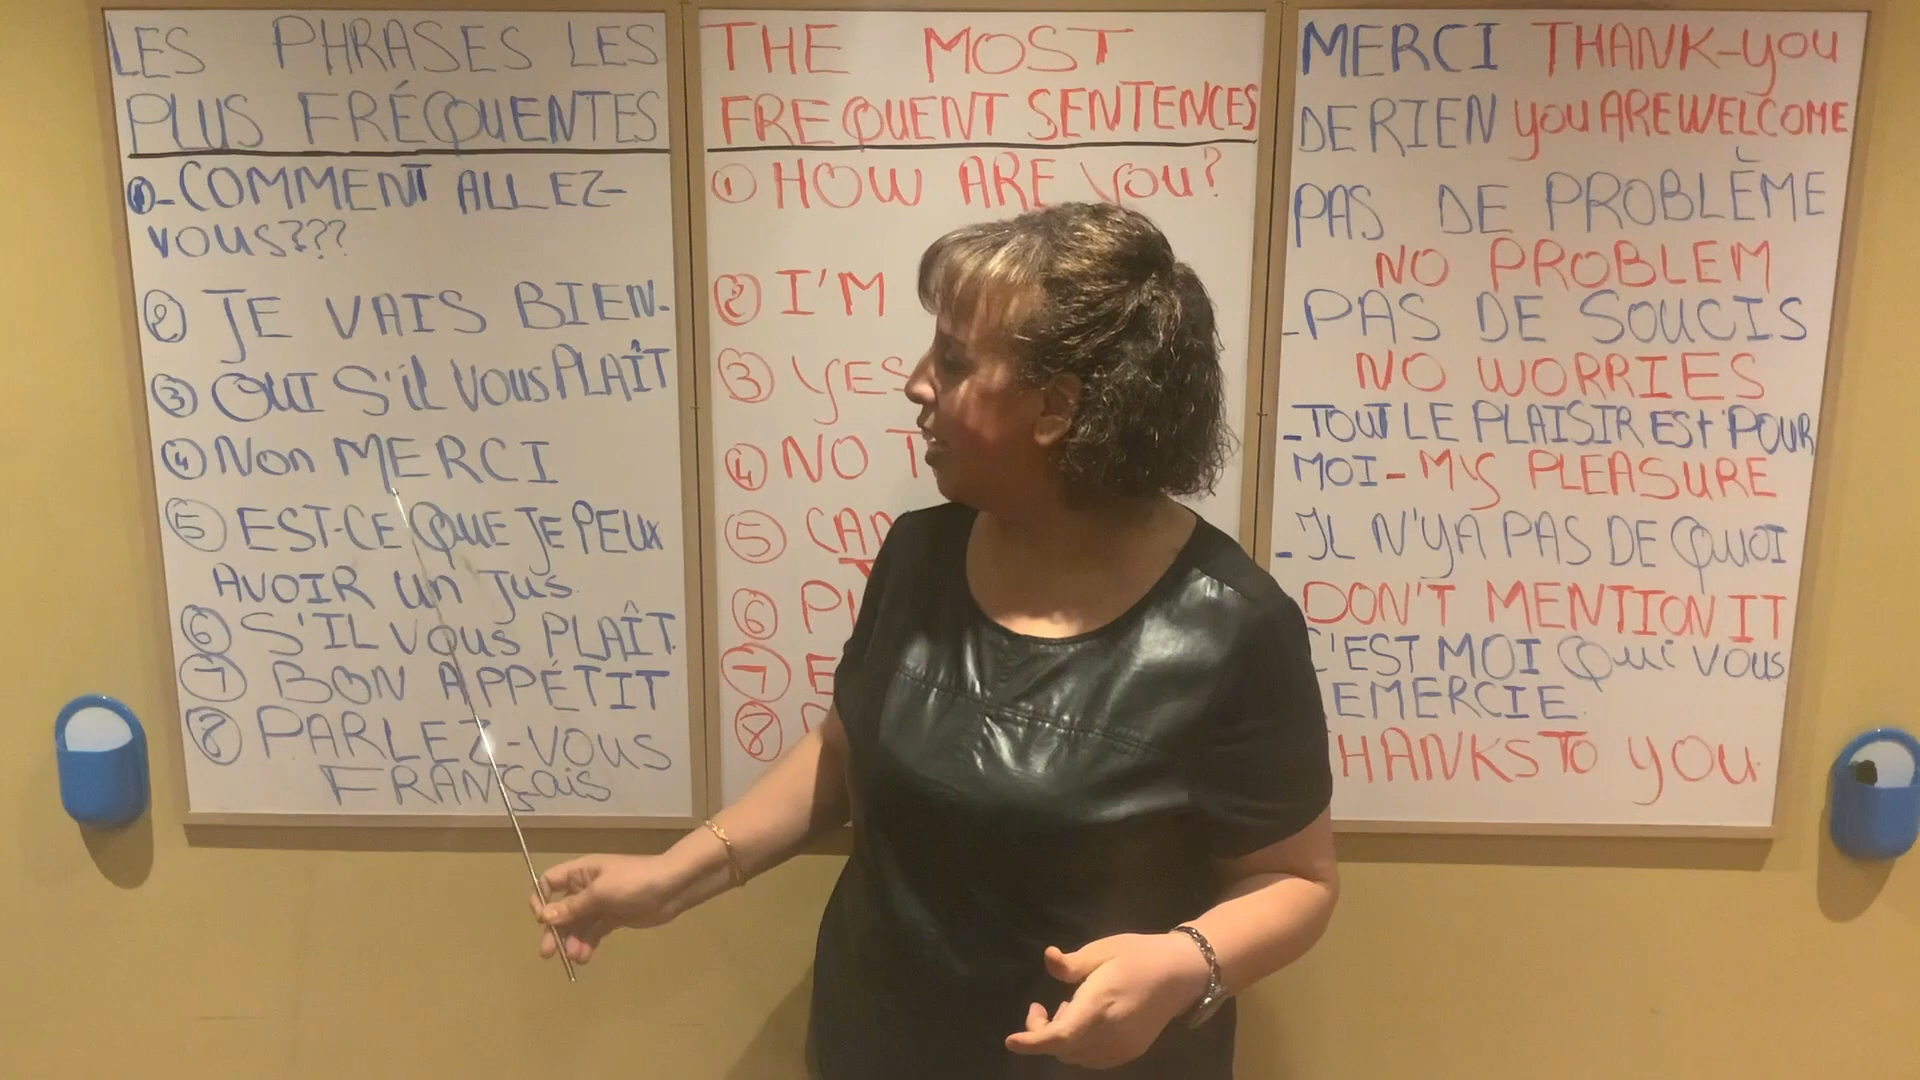 LES PHRASES LES
PLUS FRÉQUENTES
①-COMMENT ALLEZ-
VOUS???
② JE VAIS BIEN-
③ OUI S'il VOUS PLAÎT
④ Non MERCI
⑤ EST-CE QUE JE PEUX
AVOIR un Jus
⑥ S'IL VOUS PLAÎT
⑦ BON APPÉTIT
⑧ PARLEZ-VOUS
FRANÇais
THE MOST
FREQUENT SENTENCES
① HOW ARE you?
② I'M
③ YES
④ NO
⑤
⑥
⑦
⑧
MERCI THANK-you
DE RIEN you ARE WELCOME
PAS DE PROBLÈME
NO PROBLEM
-PAS DE SOUCIS
NO WORRIES
-TOUT LE PLAISIR ESt POUR
MOI-MY PLEASURE
-IL N'YA PAS DE QUOI
DON'T MENTION IT
C'EST MOI Qui VOUS
EMERCIE.
THANKS TO YOU.